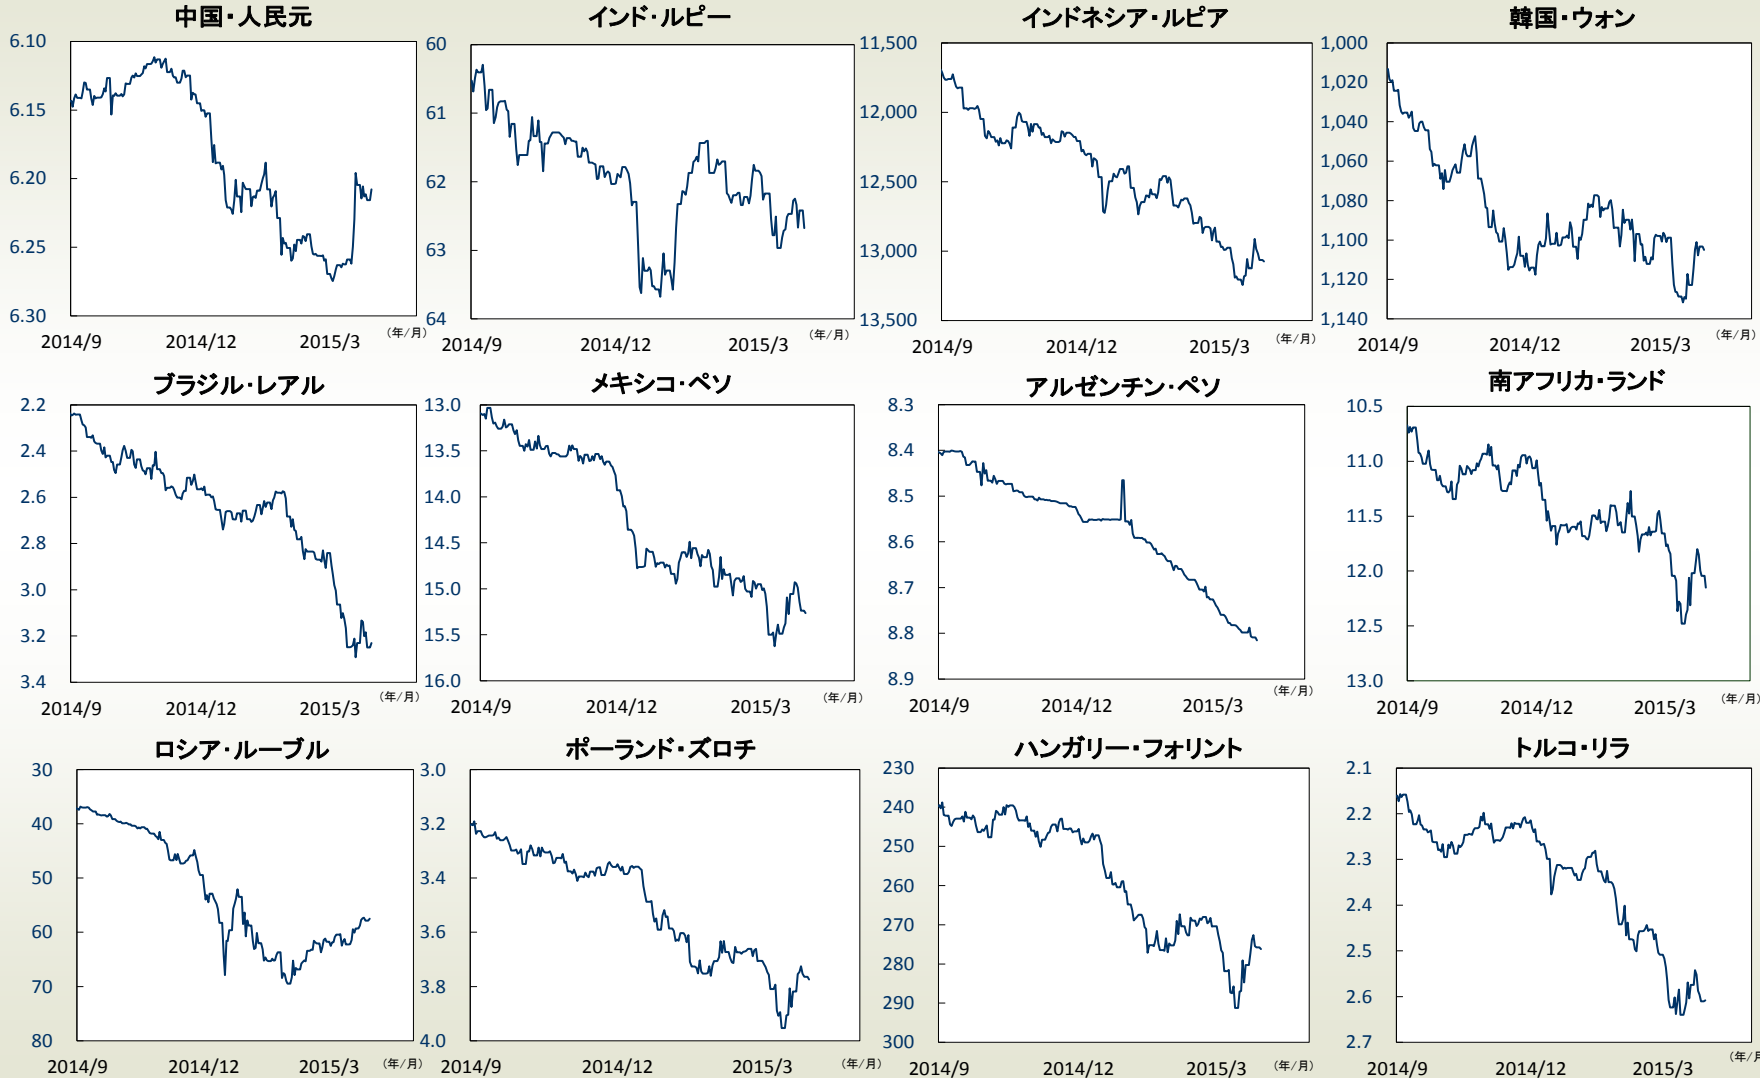 中国・人民元
インド・ルピー
インドネシア・ルピア
韓国・ウォン
6.10
6.15
6.20
6.25
6.30
2014/9 2014/12 2015/3
(年/月)
60
61
62
63
64
2014/9 2014/12 2015/3
(年/月)
11,500
12,000
12,500
13,000
13,500
2014/9 2014/12 2015/3
(年/月)
1,000
1,020
1,040
1,060
1,080
1,100
1,120
1,140
2014/9 2014/12 2015/3
(年/月)
ブラジル・レアル
メキシコ・ペソ
アルゼンチン・ペソ
南アフリカ・ランド
2.2
2.4
2.6
2.8
3.0
3.2
3.4
2014/9 2014/12 2015/3
(年/月)
13.0
13.5
14.0
14.5
15.0
15.5
16.0
2014/9 2014/12 2015/3
(年/月)
8.3
8.4
8.5
8.6
8.7
8.8
8.9
2014/9 2014/12 2015/3
(年/月)
10.5
11.0
11.5
12.0
12.5
13.0
2014/9 2014/12 2015/3
(年/月)
ロシア・ルーブル
ポーランド・ズロチ
ハンガリー・フォリント
トルコ・リラ
30
40
50
60
70
80
2014/9 2014/12 2015/3
(年/月)
3.0
3.2
3.4
3.6
3.8
4.0
2014/9 2014/12 2015/3
(年/月)
230
240
250
260
270
280
290
300
2014/9 2014/12 2015/3
(年/月)
2.1
2.2
2.3
2.4
2.5
2.6
2.7
2014/9 2014/12 2015/3
(年/月)